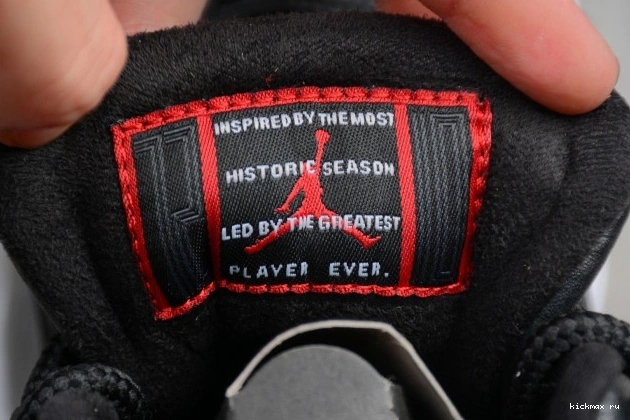 INSPIRED BY THE MOST
HISTORIC SEASON
LED BY THE GREATEST
PLAYER EVER.
kickmax ru